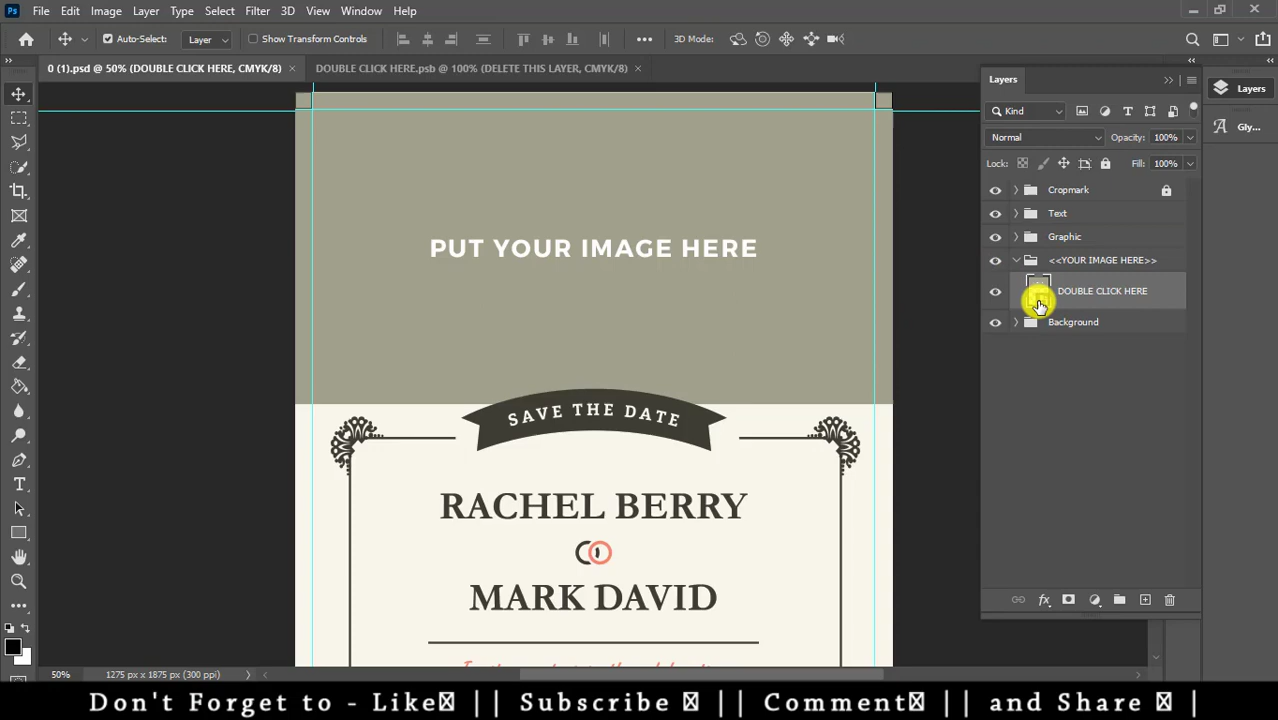 Ps File Edit Image Layer Type Select Filter 3D View Window Help
Auto-Select: Layer Show Transform Controls 3D Mode:
0 (1).psd @ 50% (DOUBLE CLICK HERE, CMYK/8) × DOUBLE CLICK HERE.psb @ 100% (DELETE THIS LAYER, CMYK/8) ×
Layers
Layers
Kind
Gly...
Normal Opacity: 100%
Lock: Fill: 100%
Cropmark
Text
Graphic
<<YOUR IMAGE HERE>>
DOUBLE CLICK HERE
Background
PUT YOUR IMAGE HERE
SAVE THE DATE
RACHEL BERRY
MARK DAVID
50% 1275 px x 1875 px (300 ppi)
Don't Forget to - Like || Subscribe || Comment || and Share |